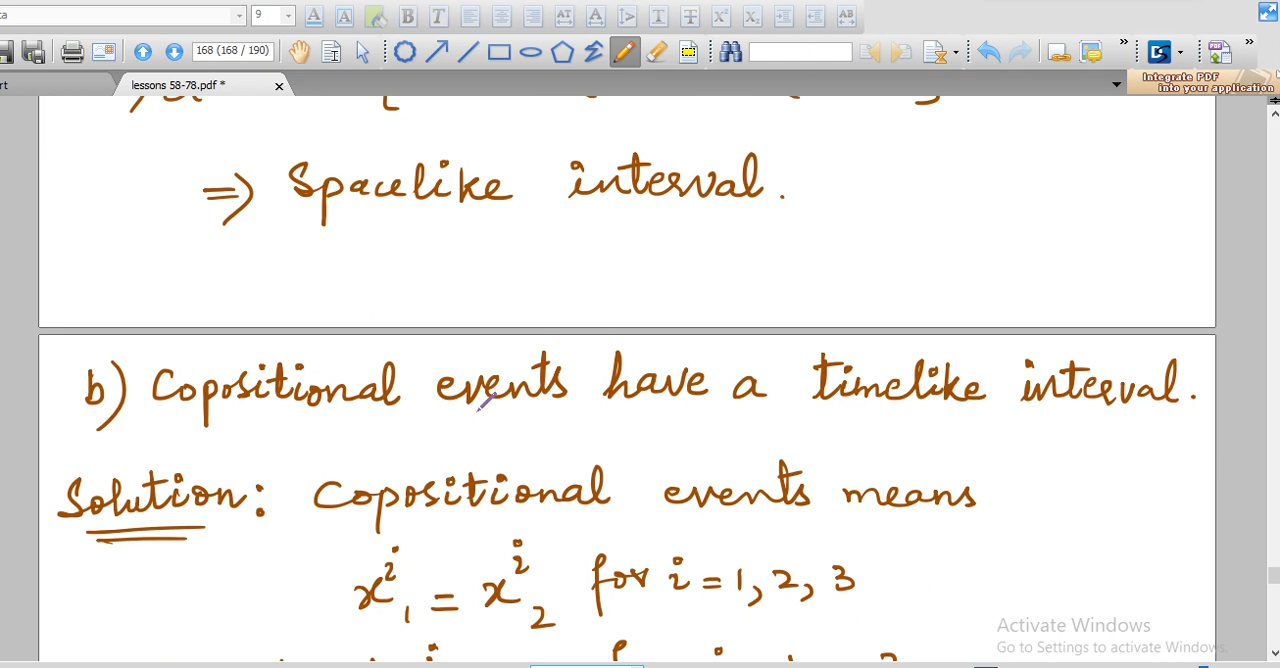 9
168 (168 / 190)
Integrate PDF
into your application
lessons 58-78.pdf *
=> Spacelike interval.
b) Copositional events have a timelike interval.
Solution: Copositional events means
x^i_1 = x^i_2 for i = 1, 2, 3
Activate Windows
Go to Settings to activate Windows.